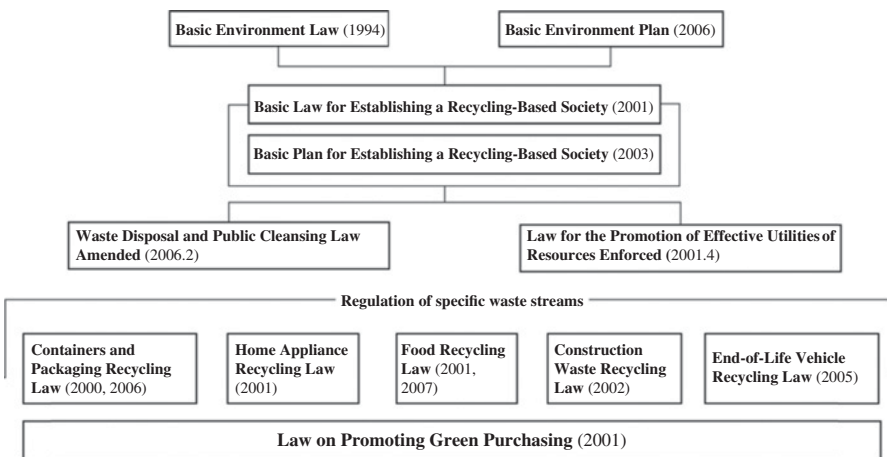 Basic Environment Law (1994)
Basic Environment Plan (2006)
Basic Law for Establishing a Recycling-Based Society (2001)
Basic Plan for Establishing a Recycling-Based Society (2003)
Waste Disposal and Public Cleansing Law
Amended (2006.2)
Law for the Promotion of Effective Utilities of
Resources Enforced (2001.4)
Regulation of specific waste streams
Containers and
Packaging Recycling
Law (2000, 2006)
Home Appliance
Recycling Law
(2001)
Food Recycling
Law (2001,
2007)
Construction
Waste Recycling
Law (2002)
End-of-Life Vehicle
Recycling Law (2005)
Law on Promoting Green Purchasing (2001)